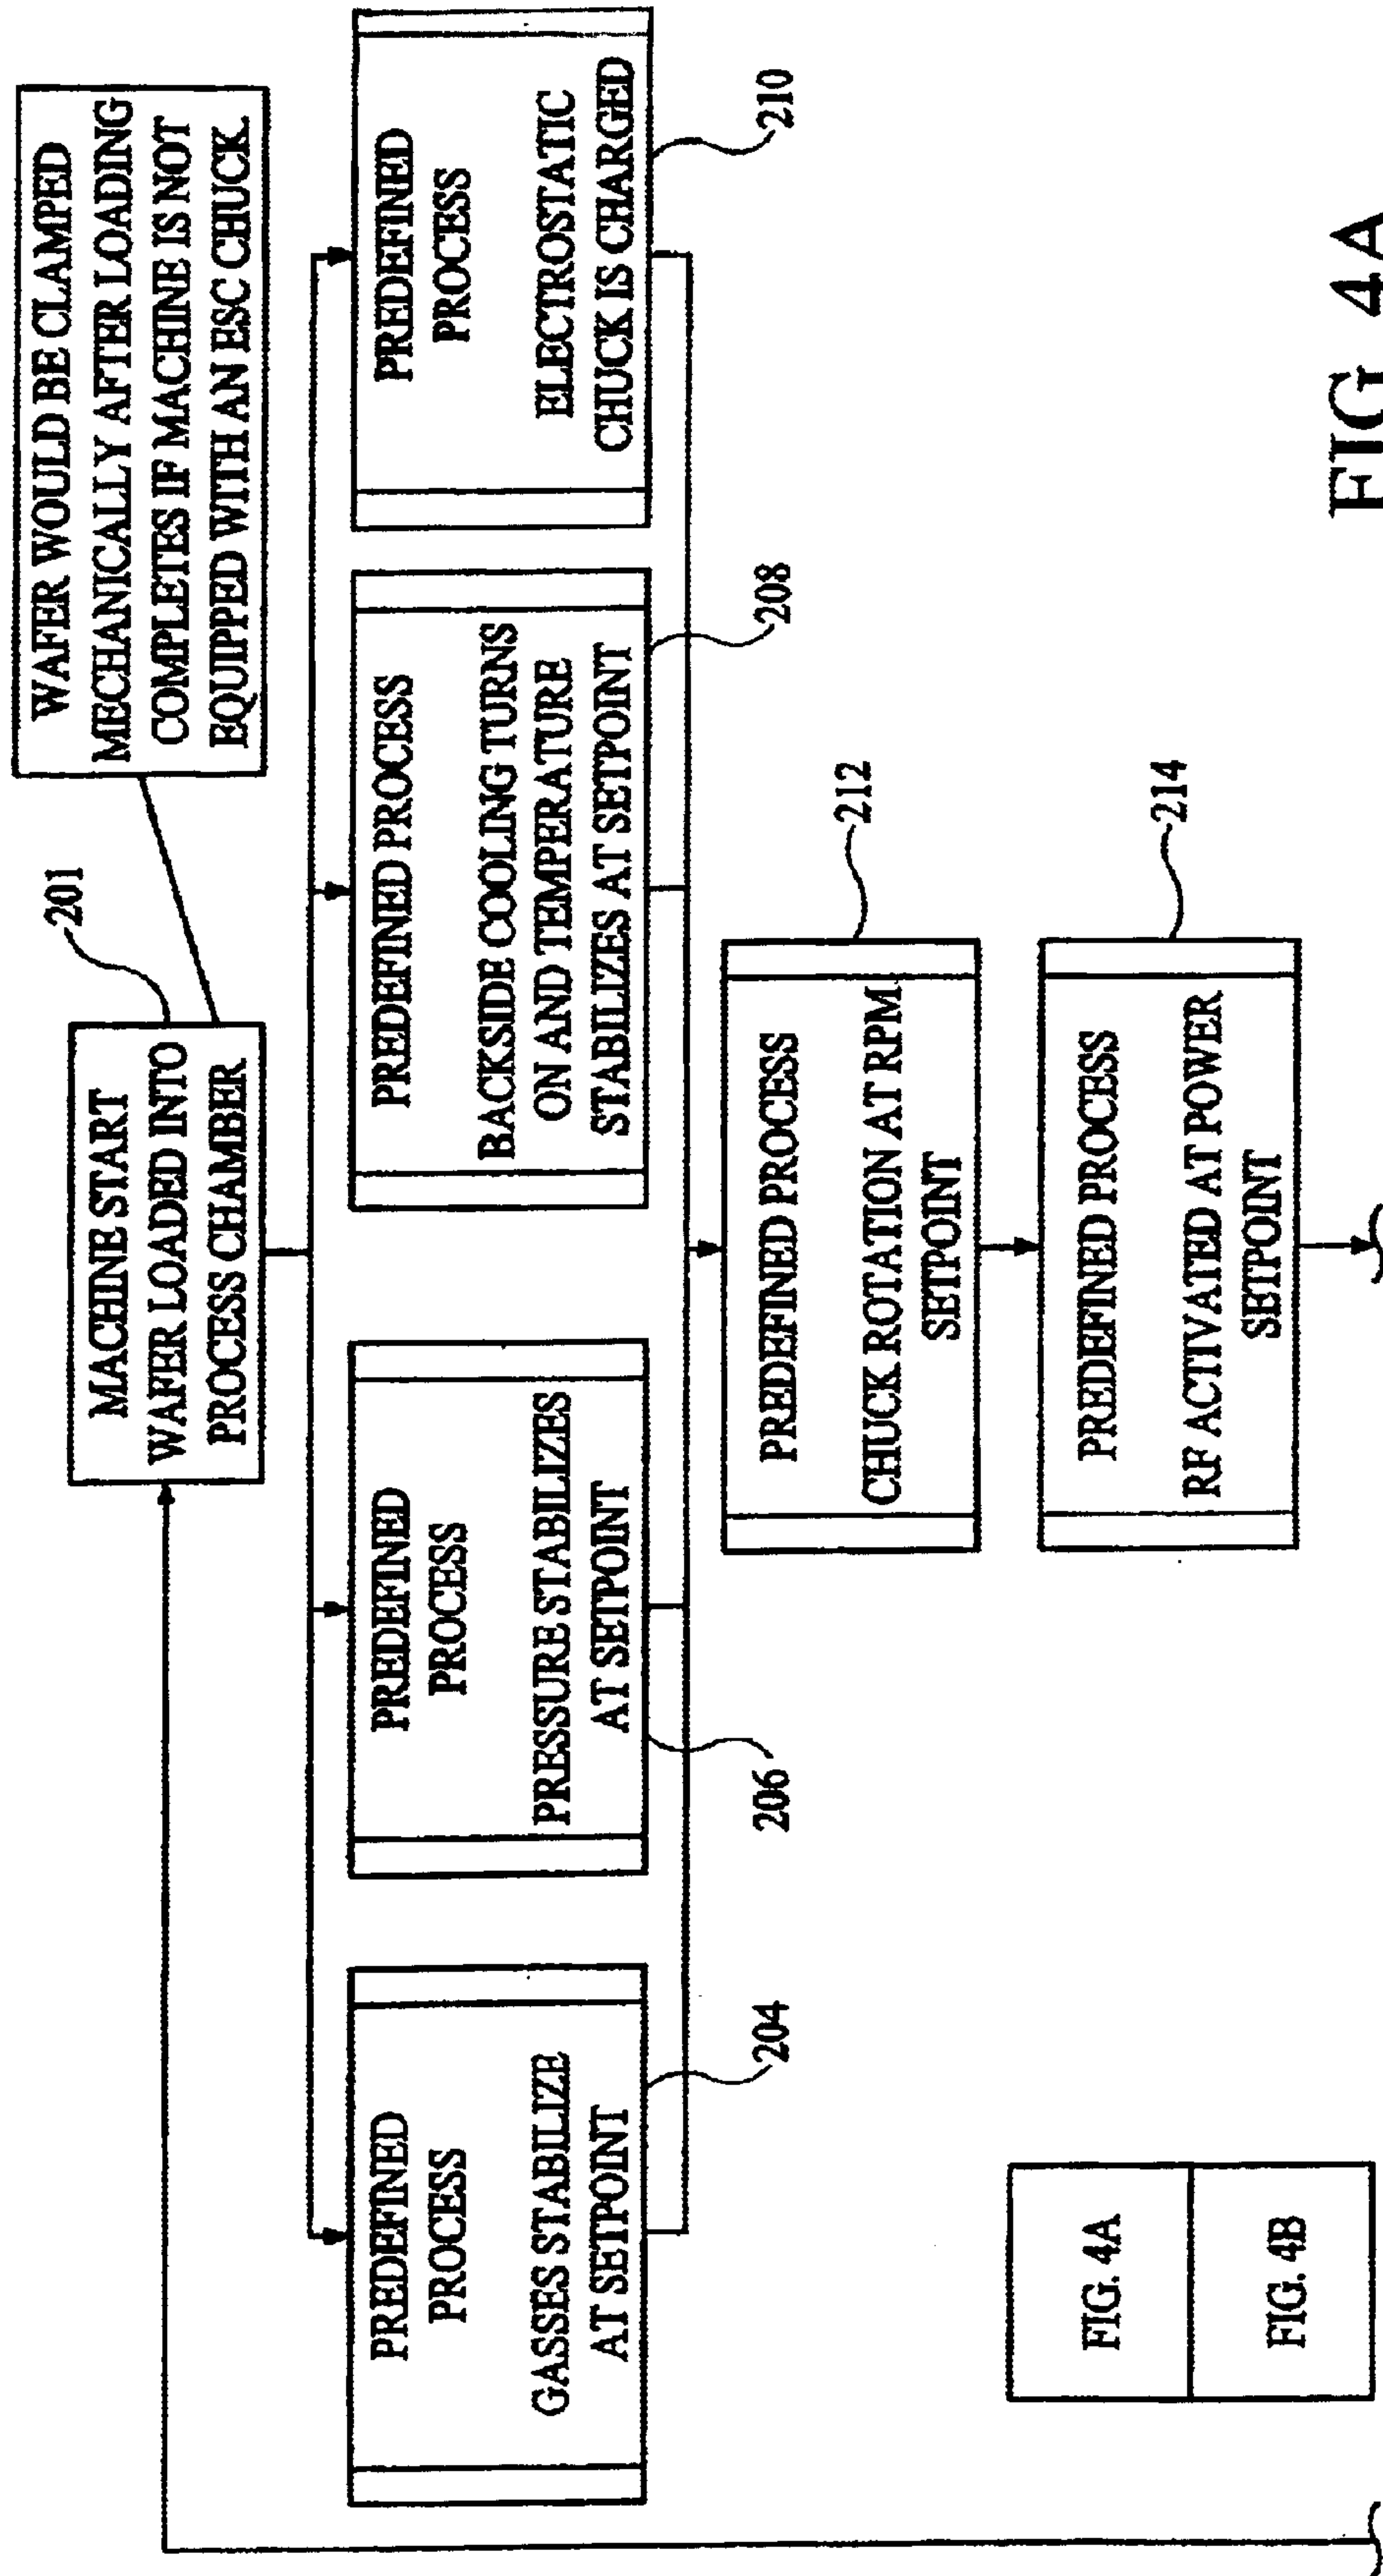 MACHINE START
WAFER LOADED INTO
PROCESS CHAMBER
201
WAFER WOULD BE CLAMPED
MECHANICALLY AFTER LOADING
COMPLETES IF MACHINE IS NOT
EQUIPPED WITH AN ESC CHUCK.
PREDEFINED
PROCESS
GASSES STABILIZE
AT SETPOINT
204
PREDEFINED
PROCESS
PRESSURE STABILIZES
AT SETPOINT
206
PREDEFINED PROCESS
BACKSIDE COOLING TURNS
ON AND TEMPERATURE
STABILIZES AT SETPOINT
208
PREDEFINED
PROCESS
ELECTROSTATIC
CHUCK IS CHARGED
210
PREDEFINED PROCESS
CHUCK ROTATION AT RPM
SETPOINT
212
PREDEFINED PROCESS
RF ACTIVATED AT POWER
SETPOINT
214
FIG. 4A
FIG. 4B
FIG 4A